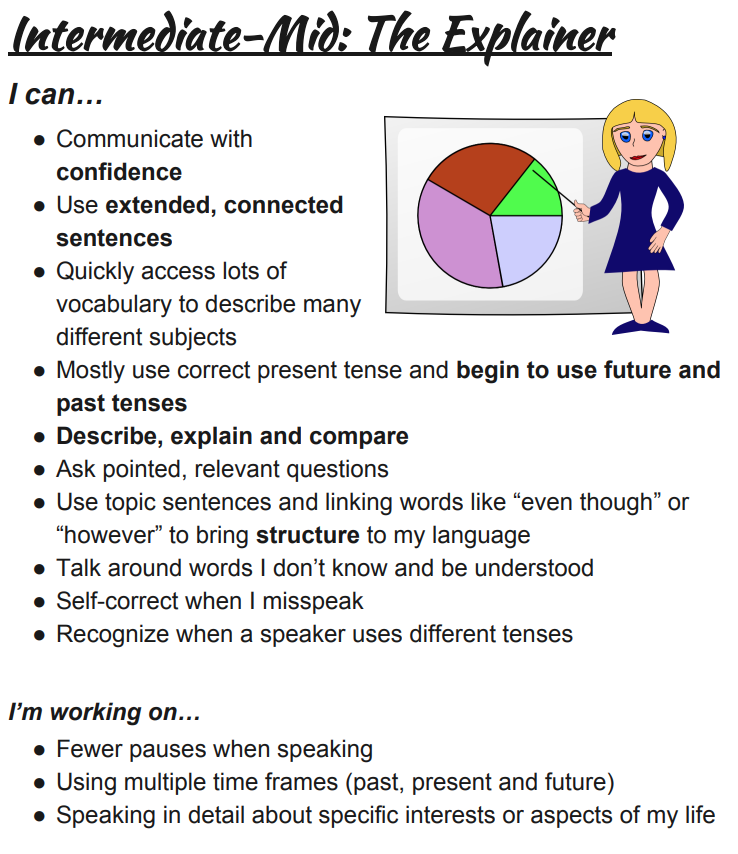 Intermediate-Mid: The Explainer
I can…
● Communicate with
confidence
● Use extended, connected
sentences
● Quickly access lots of
vocabulary to describe many
different subjects
● Mostly use correct present tense and begin to use future and
past tenses
● Describe, explain and compare
● Ask pointed, relevant questions
● Use topic sentences and linking words like “even though” or
“however” to bring structure to my language
● Talk around words I don’t know and be understood
● Self-correct when I misspeak
● Recognize when a speaker uses different tenses
I’m working on…
● Fewer pauses when speaking
● Using multiple time frames (past, present and future)
● Speaking in detail about specific interests or aspects of my life